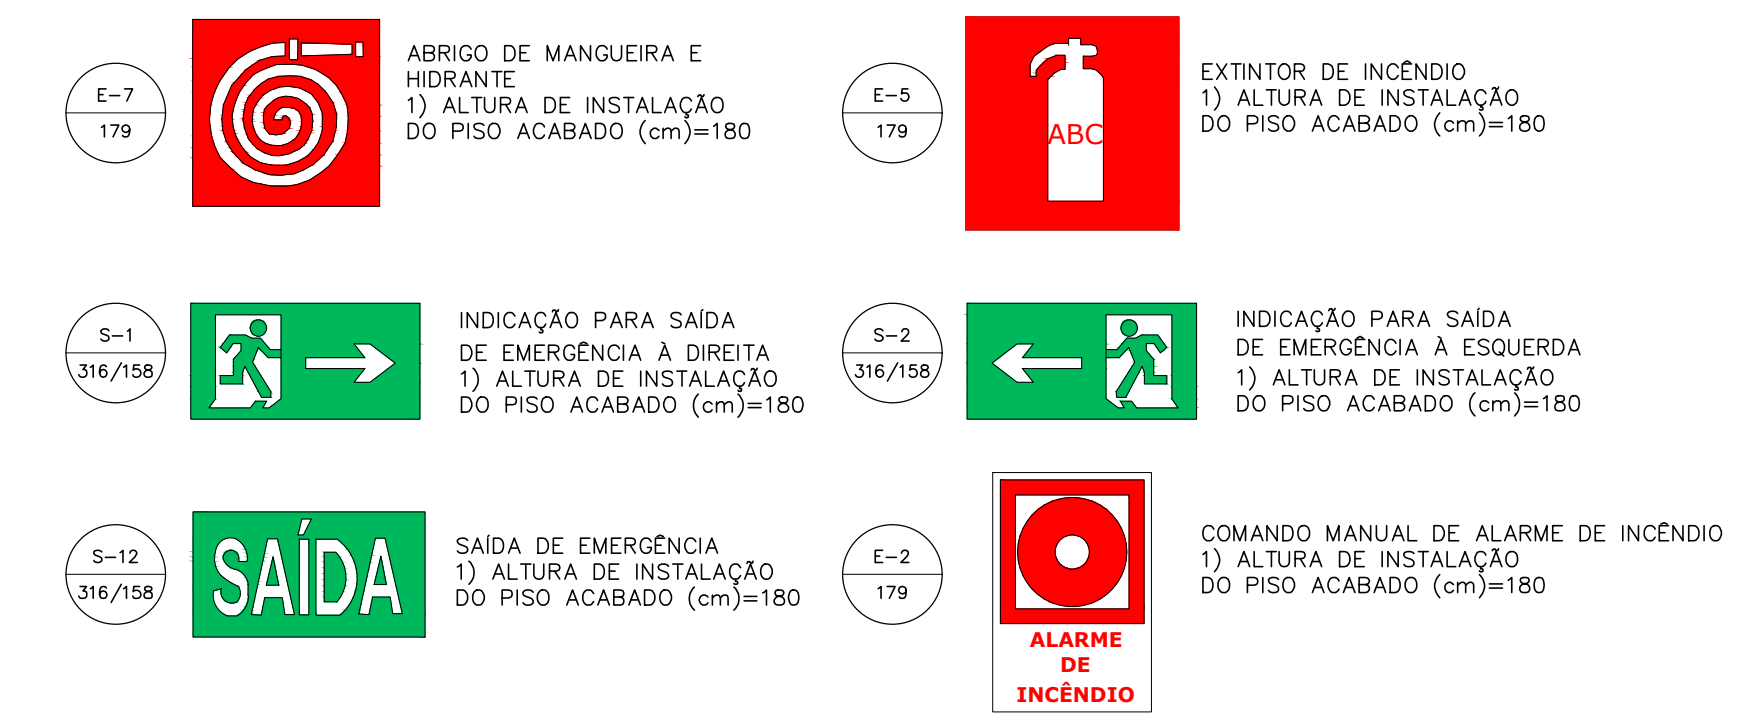 E-7
179
ABRIGO DE MANGUEIRA E
HIDRANTE
1) ALTURA DE INSTALAÇÃO
DO PISO ACABADO (cm)=180
E-5
179
ABC
EXTINTOR DE INCÊNDIO
1) ALTURA DE INSTALAÇÃO
DO PISO ACABADO (cm)=180
S-1
316/158
INDICAÇÃO PARA SAÍDA
DE EMERGÊNCIA À DIREITA
1) ALTURA DE INSTALAÇÃO
DO PISO ACABADO (cm)=180
S-2
316/158
INDICAÇÃO PARA SAÍDA
DE EMERGÊNCIA À ESQUERDA
1) ALTURA DE INSTALAÇÃO
DO PISO ACABADO (cm)=180
S-12
316/158
SAÍDA
SAÍDA DE EMERGÊNCIA
1) ALTURA DE INSTALAÇÃO
DO PISO ACABADO (cm)=180
E-2
179
ALARME
DE
INCÊNDIO
COMANDO MANUAL DE ALARME DE INCÊNDIO
1) ALTURA DE INSTALAÇÃO
DO PISO ACABADO (cm)=180